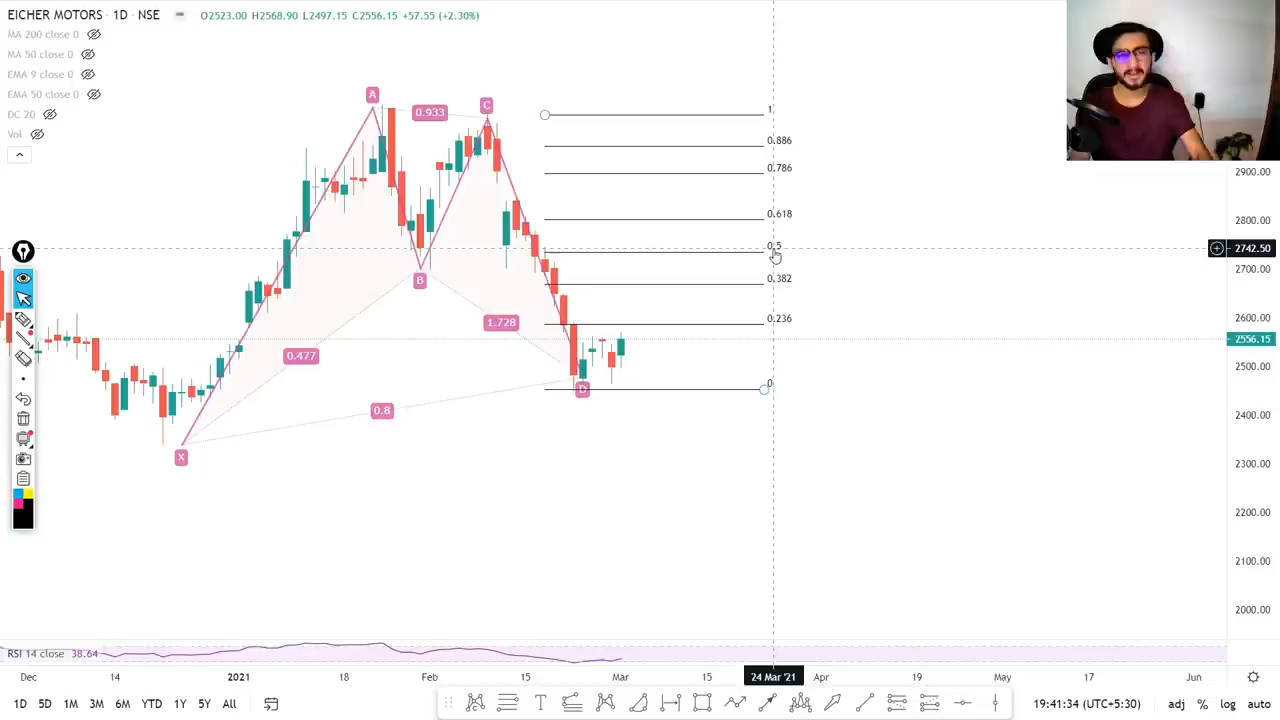 EICHER MOTORS · 1D · NSE
O2523.00 H2568.90 L2497.15 C2556.15 +57.55 (+2.30%)
MA 200 close 0
MA 50 close 0
EMA 9 close 0
EMA 50 close 0
DC 20
Vol
A
0.933
C
1
0.886
0.786
2900.00
0.618
2800.00
0.5
2742.50
2700.00
B
0.382
0.236
2600.00
1.728
2556.15
0.477
2500.00
0
D
0.8
2400.00
X
2300.00
2200.00
2100.00
2000.00
RSI 14 close 38.64
Dec
14
2021
18
Feb
15
Mar
15
24 Mar '21
Apr
19
May
17
Jun
1D 5D 1M 3M 6M YTD 1Y 5Y All
T
19:41:34 (UTC+5:30)
adj % log auto